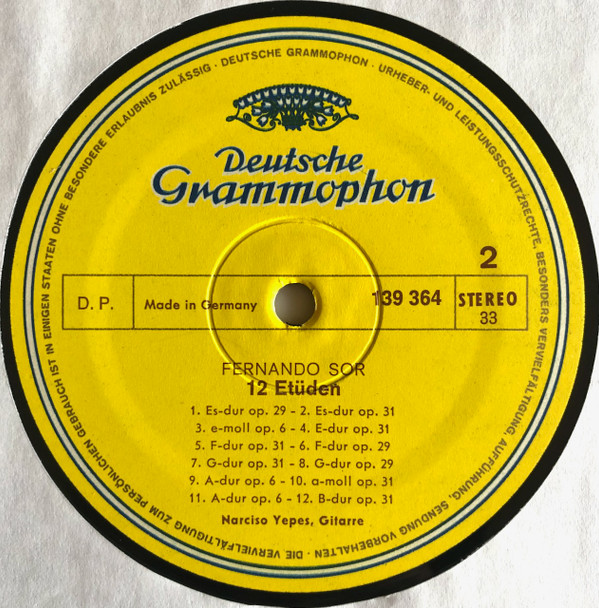 DEUTSCHE GRAMMOPHON · URHEBER- UND LEISTUNGSSCHUTZRECHTE, BESONDERS VERVIELFÄLTIGUNG, AUFFÜHRUNG, SENDUNG VORBEHALTEN · DIE VERVIELFÄLTIGUNG ZUM PERSÖNLICHEN GEBRAUCH IST IN EINIGEN STAATEN OHNE BESONDERE ERLAUBNIS ZULÄSSIG ·
Deutsche
Grammophon
2
D. P.
Made in Germany
139 364
STEREO
33
FERNANDO SOR
12 Etüden
1. Es-dur op. 29 - 2. Es-dur op. 31
3. e-moll op. 6 - 4. E-dur op. 31
5. F-dur op. 31 - 6. F-dur op. 29
7. G-dur op. 31 - 8. G-dur op. 29
9. A-dur op. 6 - 10. a-moll op. 31
11. A-dur op. 6 - 12. B-dur op. 31
Narciso Yepes, Gitarre